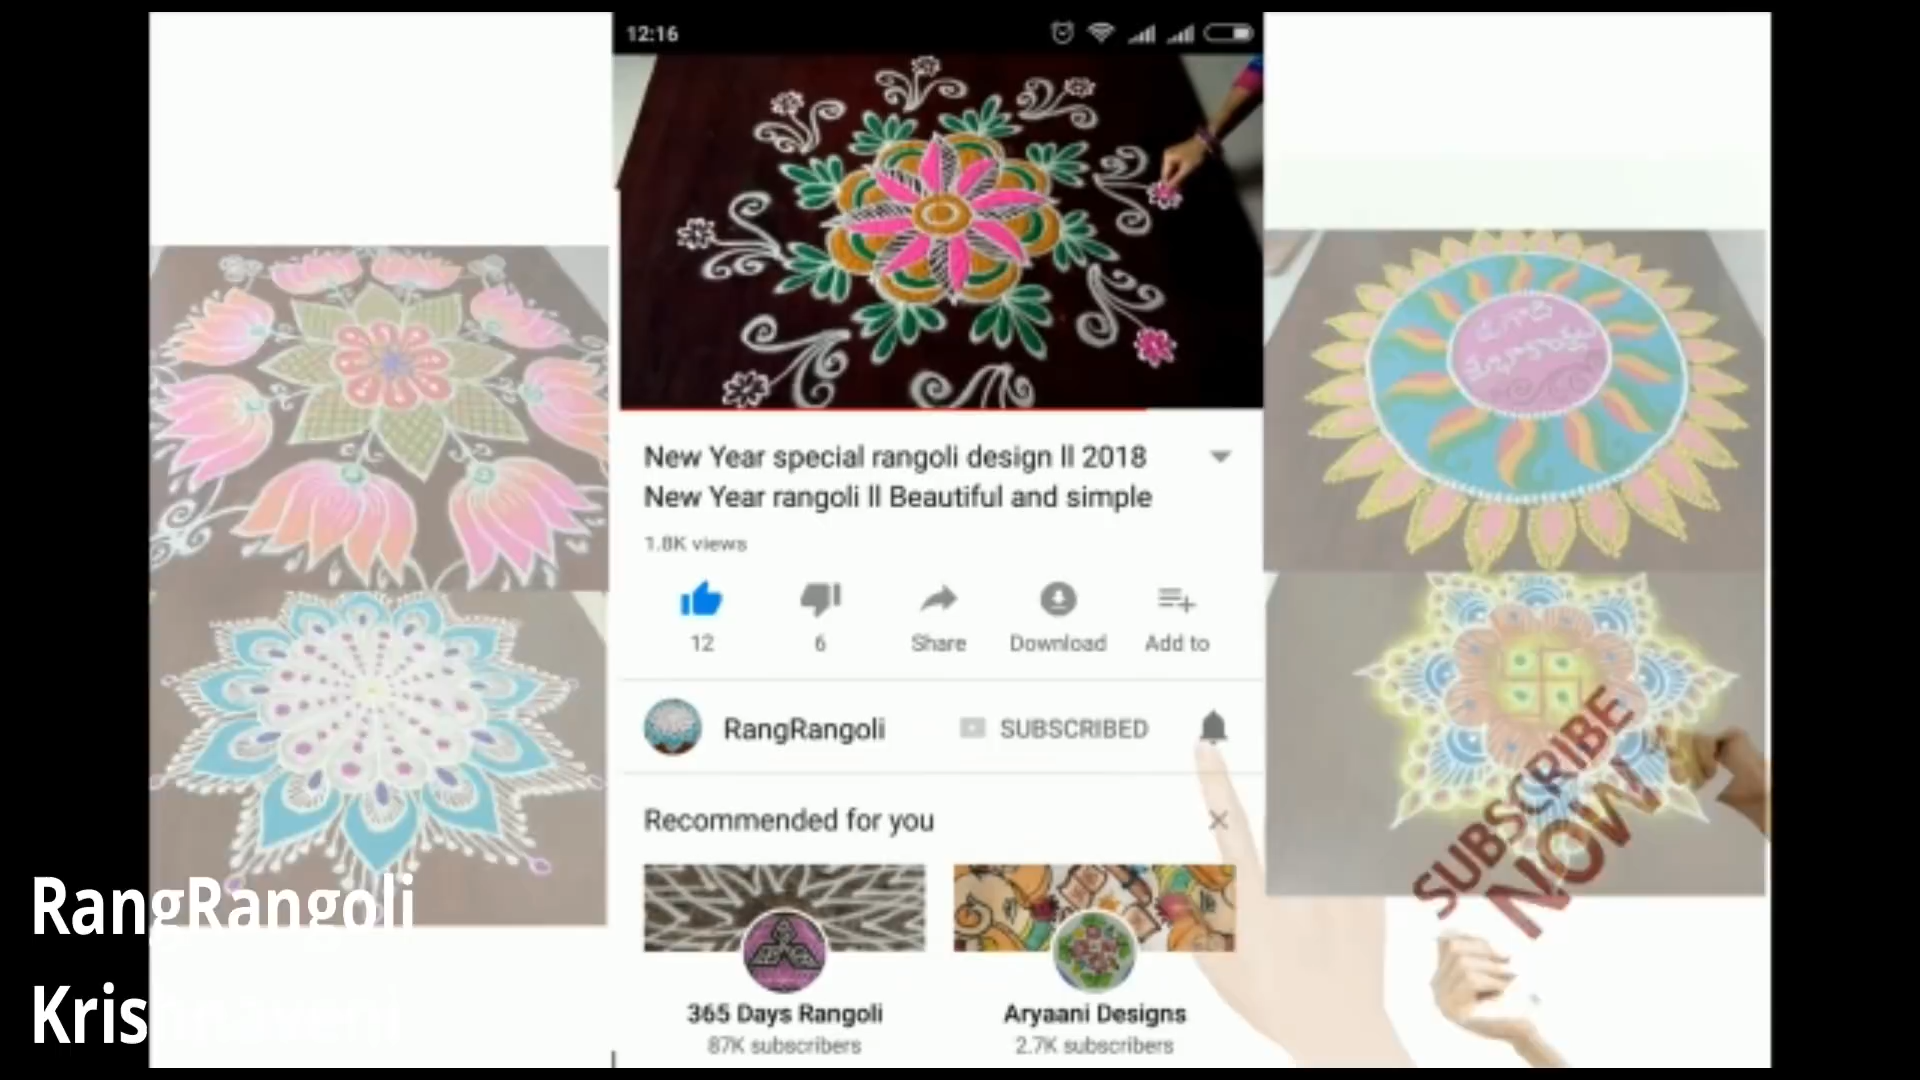 12:16
New Year special rangoli design ll 2018
New Year rangoli ll Beautiful and simple
1.8K views
12
6
Share
Download
Add to
RangRangoli
SUBSCRIBED
Recommended for you
365 Days Rangoli
87K subscribers
Aryaani Designs
2.7K subscribers
SUBSCRIBE
NOW
RangRangoli
Krishnaveni